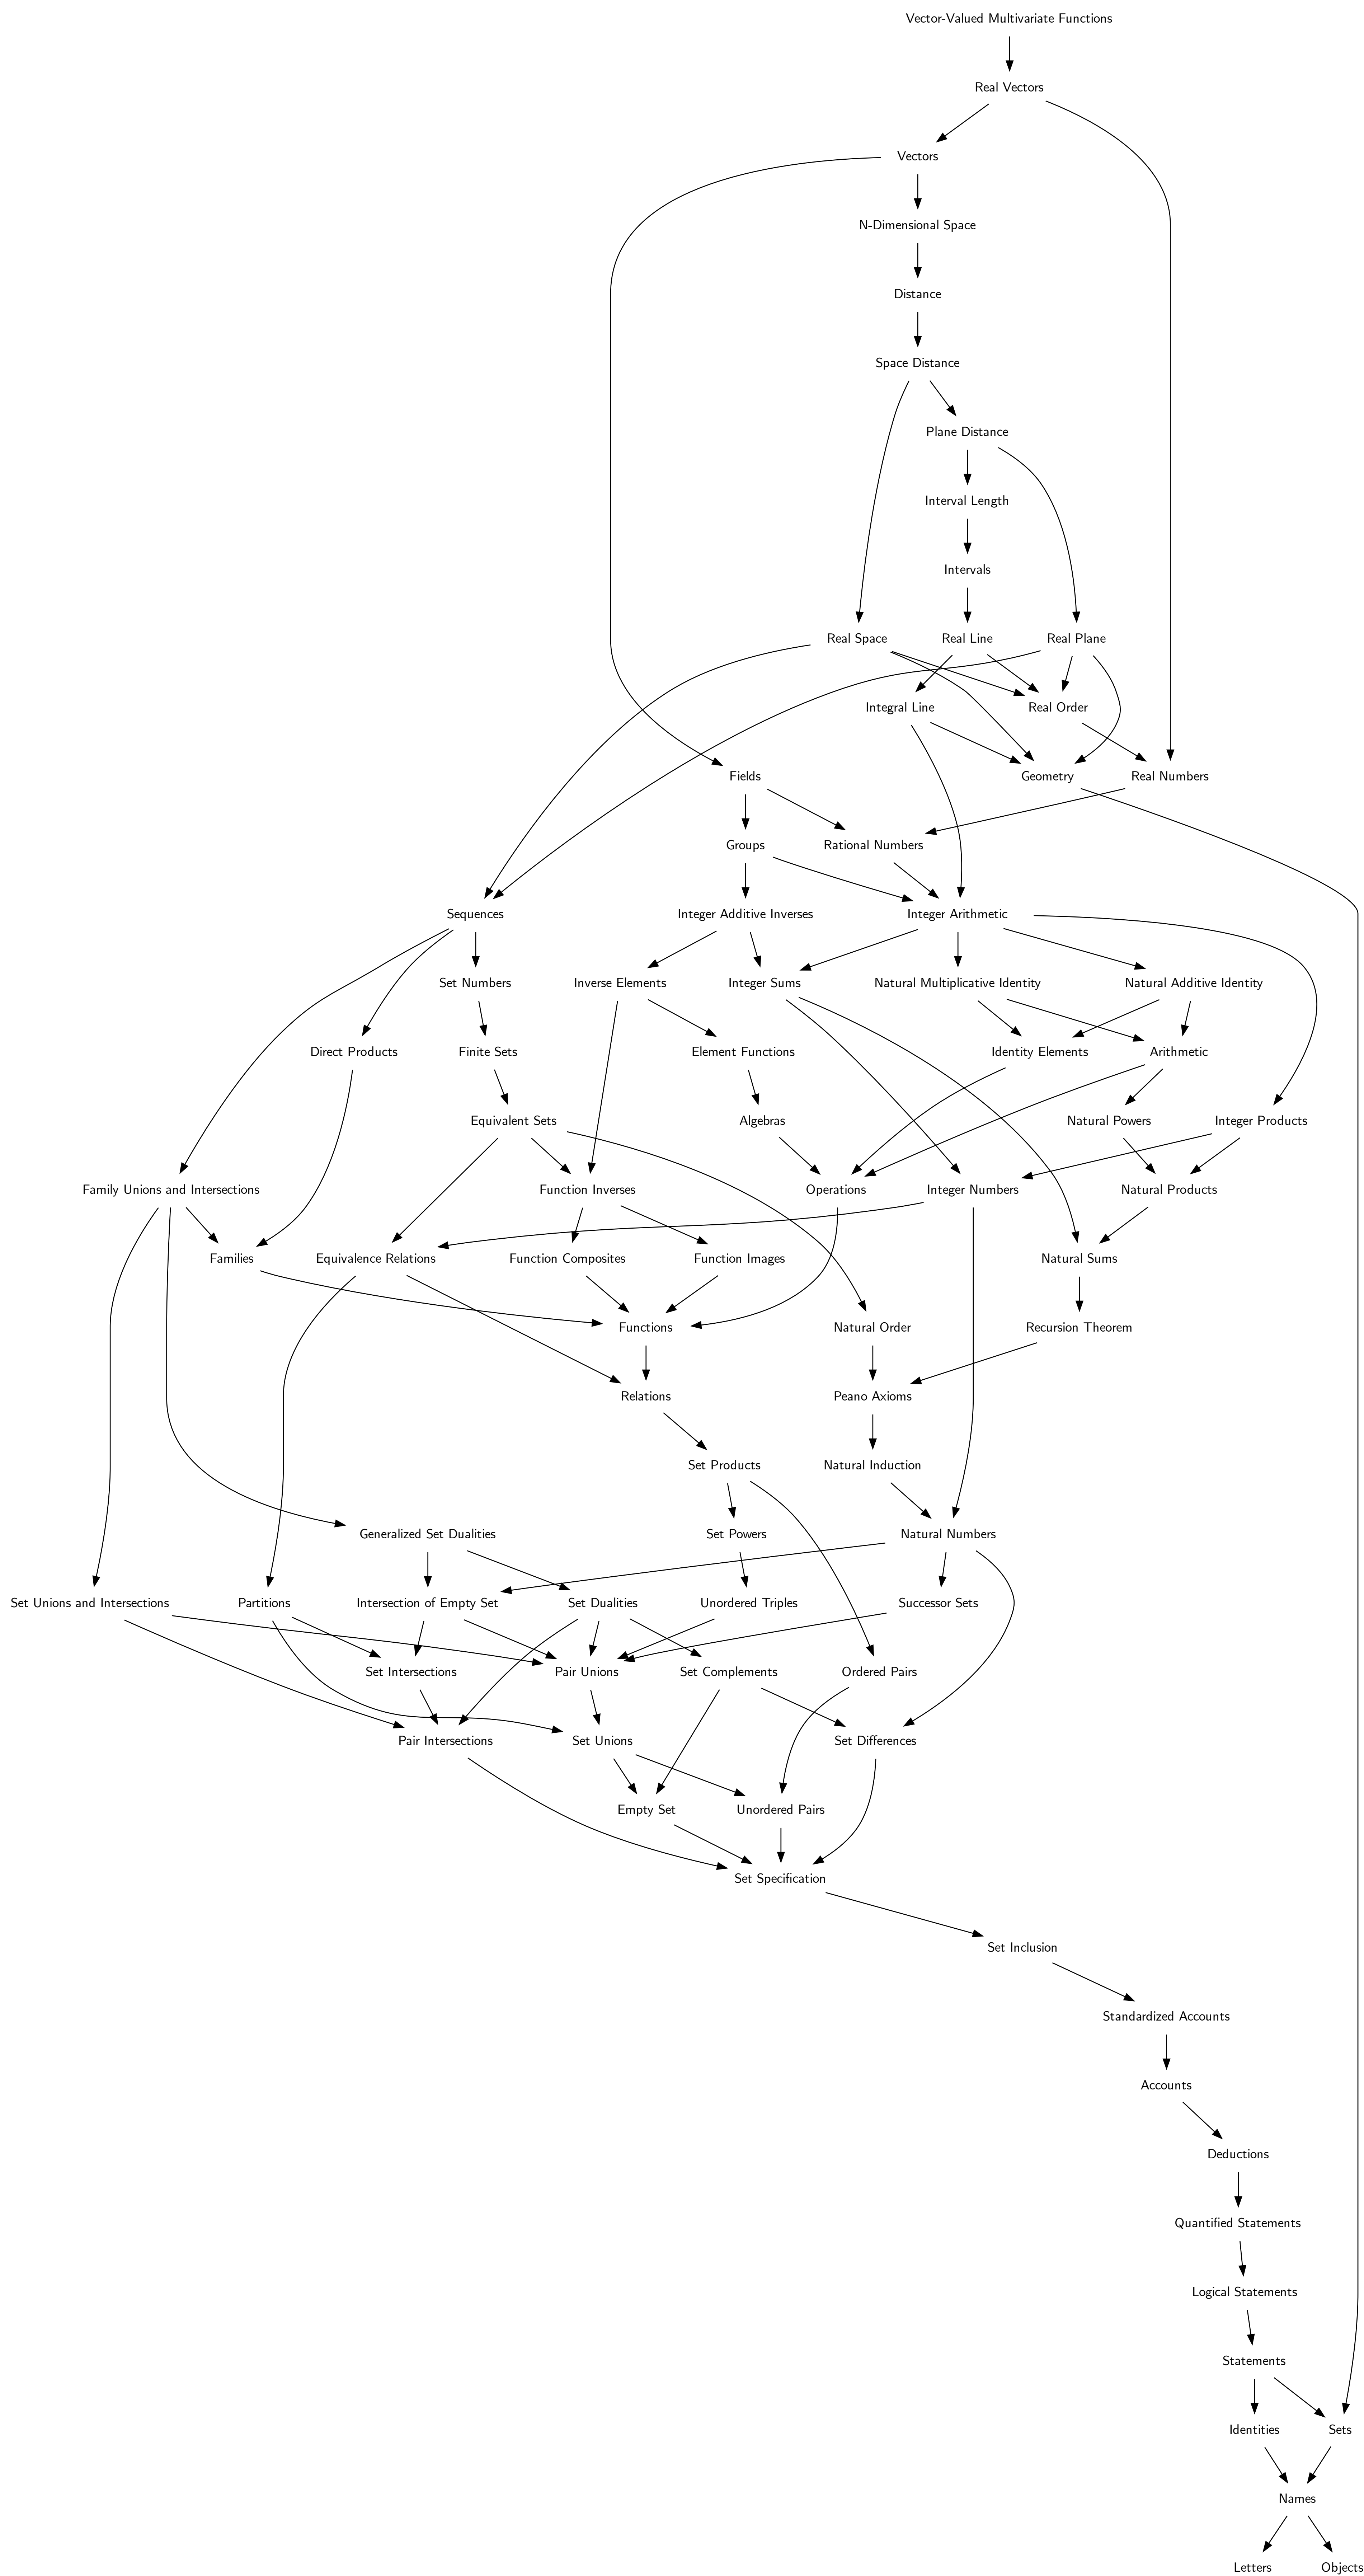 Vector-Valued Multivariate Functions
Real Vectors
Vectors
N-Dimensional Space
Distance
Space Distance
Plane Distance
Interval Length
Intervals
Real Space
Real Line
Real Plane
Integral Line
Real Order
Fields
Geometry
Real Numbers
Groups
Rational Numbers
Sequences
Integer Additive Inverses
Integer Arithmetic
Set Numbers
Inverse Elements
Integer Sums
Natural Multiplicative Identity
Natural Additive Identity
Direct Products
Finite Sets
Element Functions
Identity Elements
Arithmetic
Equivalent Sets
Algebras
Natural Powers
Integer Products
Family Unions and Intersections
Function Inverses
Operations
Integer Numbers
Natural Products
Families
Equivalence Relations
Function Composites
Function Images
Natural Sums
Functions
Natural Order
Recursion Theorem
Relations
Peano Axioms
Set Products
Natural Induction
Generalized Set Dualities
Set Powers
Natural Numbers
Set Unions and Intersections
Partitions
Intersection of Empty Set
Set Dualities
Unordered Triples
Successor Sets
Set Intersections
Pair Unions
Set Complements
Ordered Pairs
Pair Intersections
Set Unions
Set Differences
Empty Set
Unordered Pairs
Set Specification
Set Inclusion
Standardized Accounts
Accounts
Deductions
Quantified Statements
Logical Statements
Statements
Identities
Sets
Names
Letters
Objects